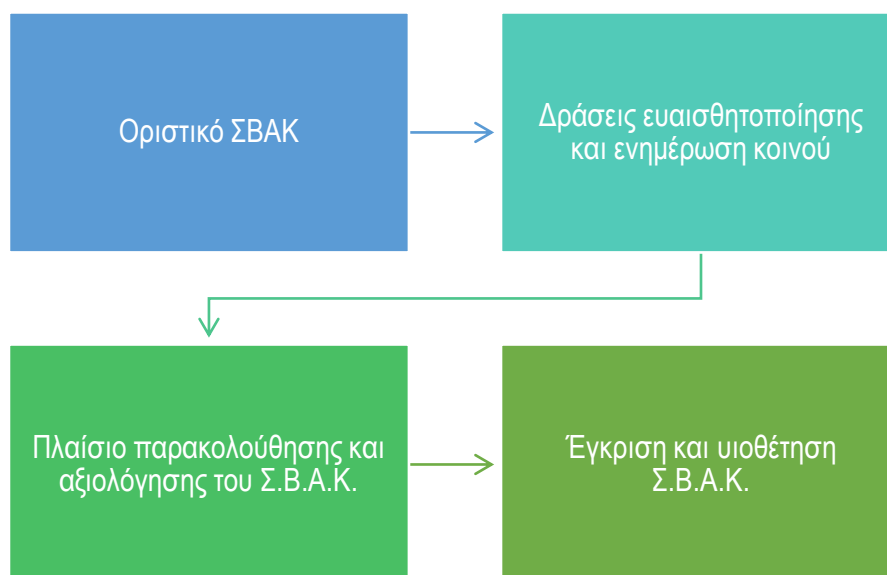 Οριστικό ΣΒΑΚ
Δράσεις ευαισθητοποίησης
και ενημέρωση κοινού
Πλαίσιο παρακολούθησης και
αξιολόγησης του Σ.Β.Α.Κ.
Έγκριση και υιοθέτηση
Σ.Β.Α.Κ.